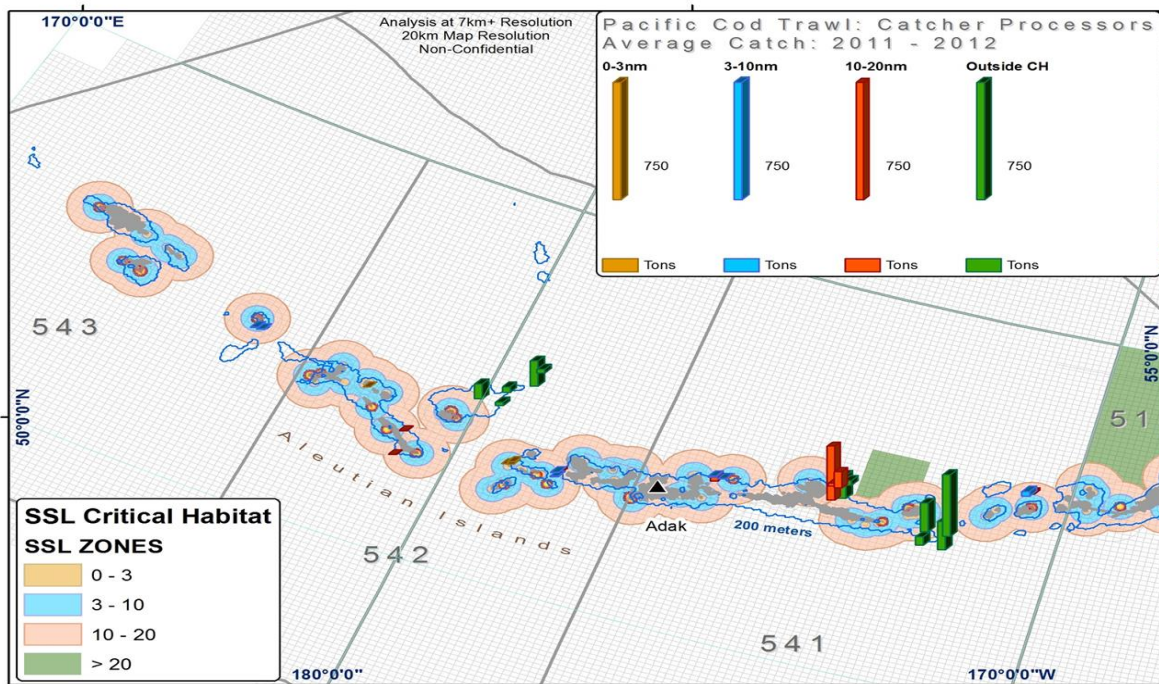 170°0'0"E
Analysis at 7km+ Resolution
20km Map Resolution
Non-Confidential
Pacific Cod Trawl: Catcher Processors
Average Catch: 2011 - 2012
0-3nm 3-10nm 10-20nm Outside CH
750 750 750 750
Tons Tons Tons Tons
543
55°0'0"N
50°0'0"N
51
Aleutian Islands
Adak
200 meters
542
541
SSL Critical Habitat
SSL ZONES
0 - 3
3 - 10
10 - 20
> 20
180°0'0"
170°0'0"W